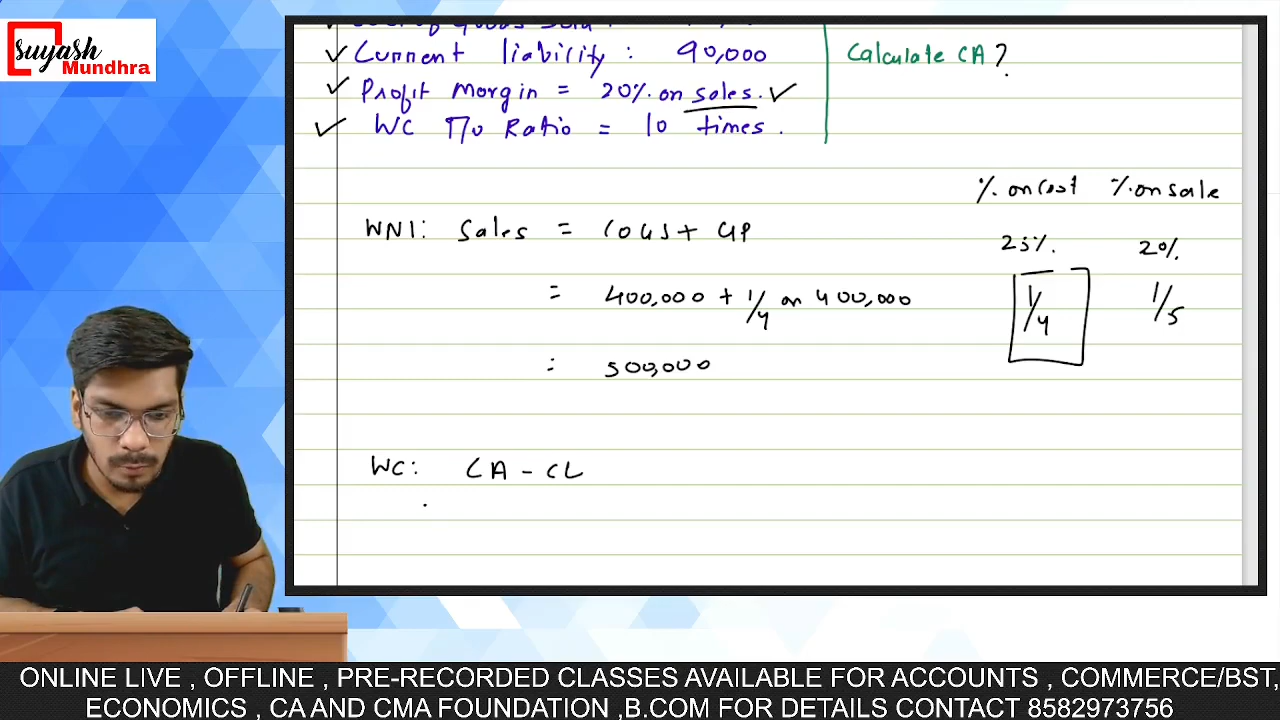 Suyash
Mundhra
Current liability : 90,000
Calculate CA ?
Profit Margin = 20% on sales.
WC T/o Ratio = 10 times.
% on cost % on sale
WN1: Sales = COGS + GP
25% . 20%
= 400,000 + 1/4 on 400,000
1/4 1/5
: 500,000
WC: CA - CL
ONLINE LIVE , OFFLINE , PRE-RECORDED CLASSES AVAILABLE FOR ACCOUNTS , COMMERCE/BST,
ECONOMICS , CA AND CMA FOUNDATION ,B.COM FOR DETAILS CONTACT 8582973756